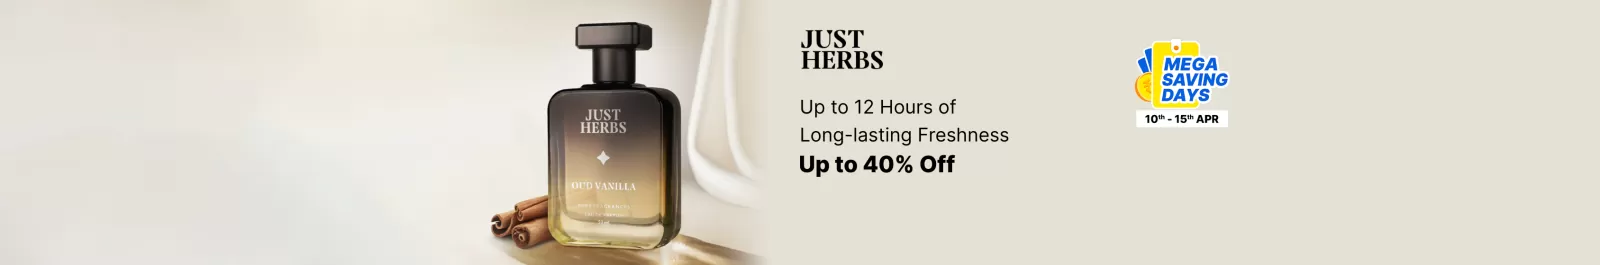 JUST
HERBS
OUD VANILLA
JUST
HERBS
Up to 12 Hours of
Long-lasting Freshness
Up to 40% Off
MEGA
SAVING
DAYS
10th - 15th APR